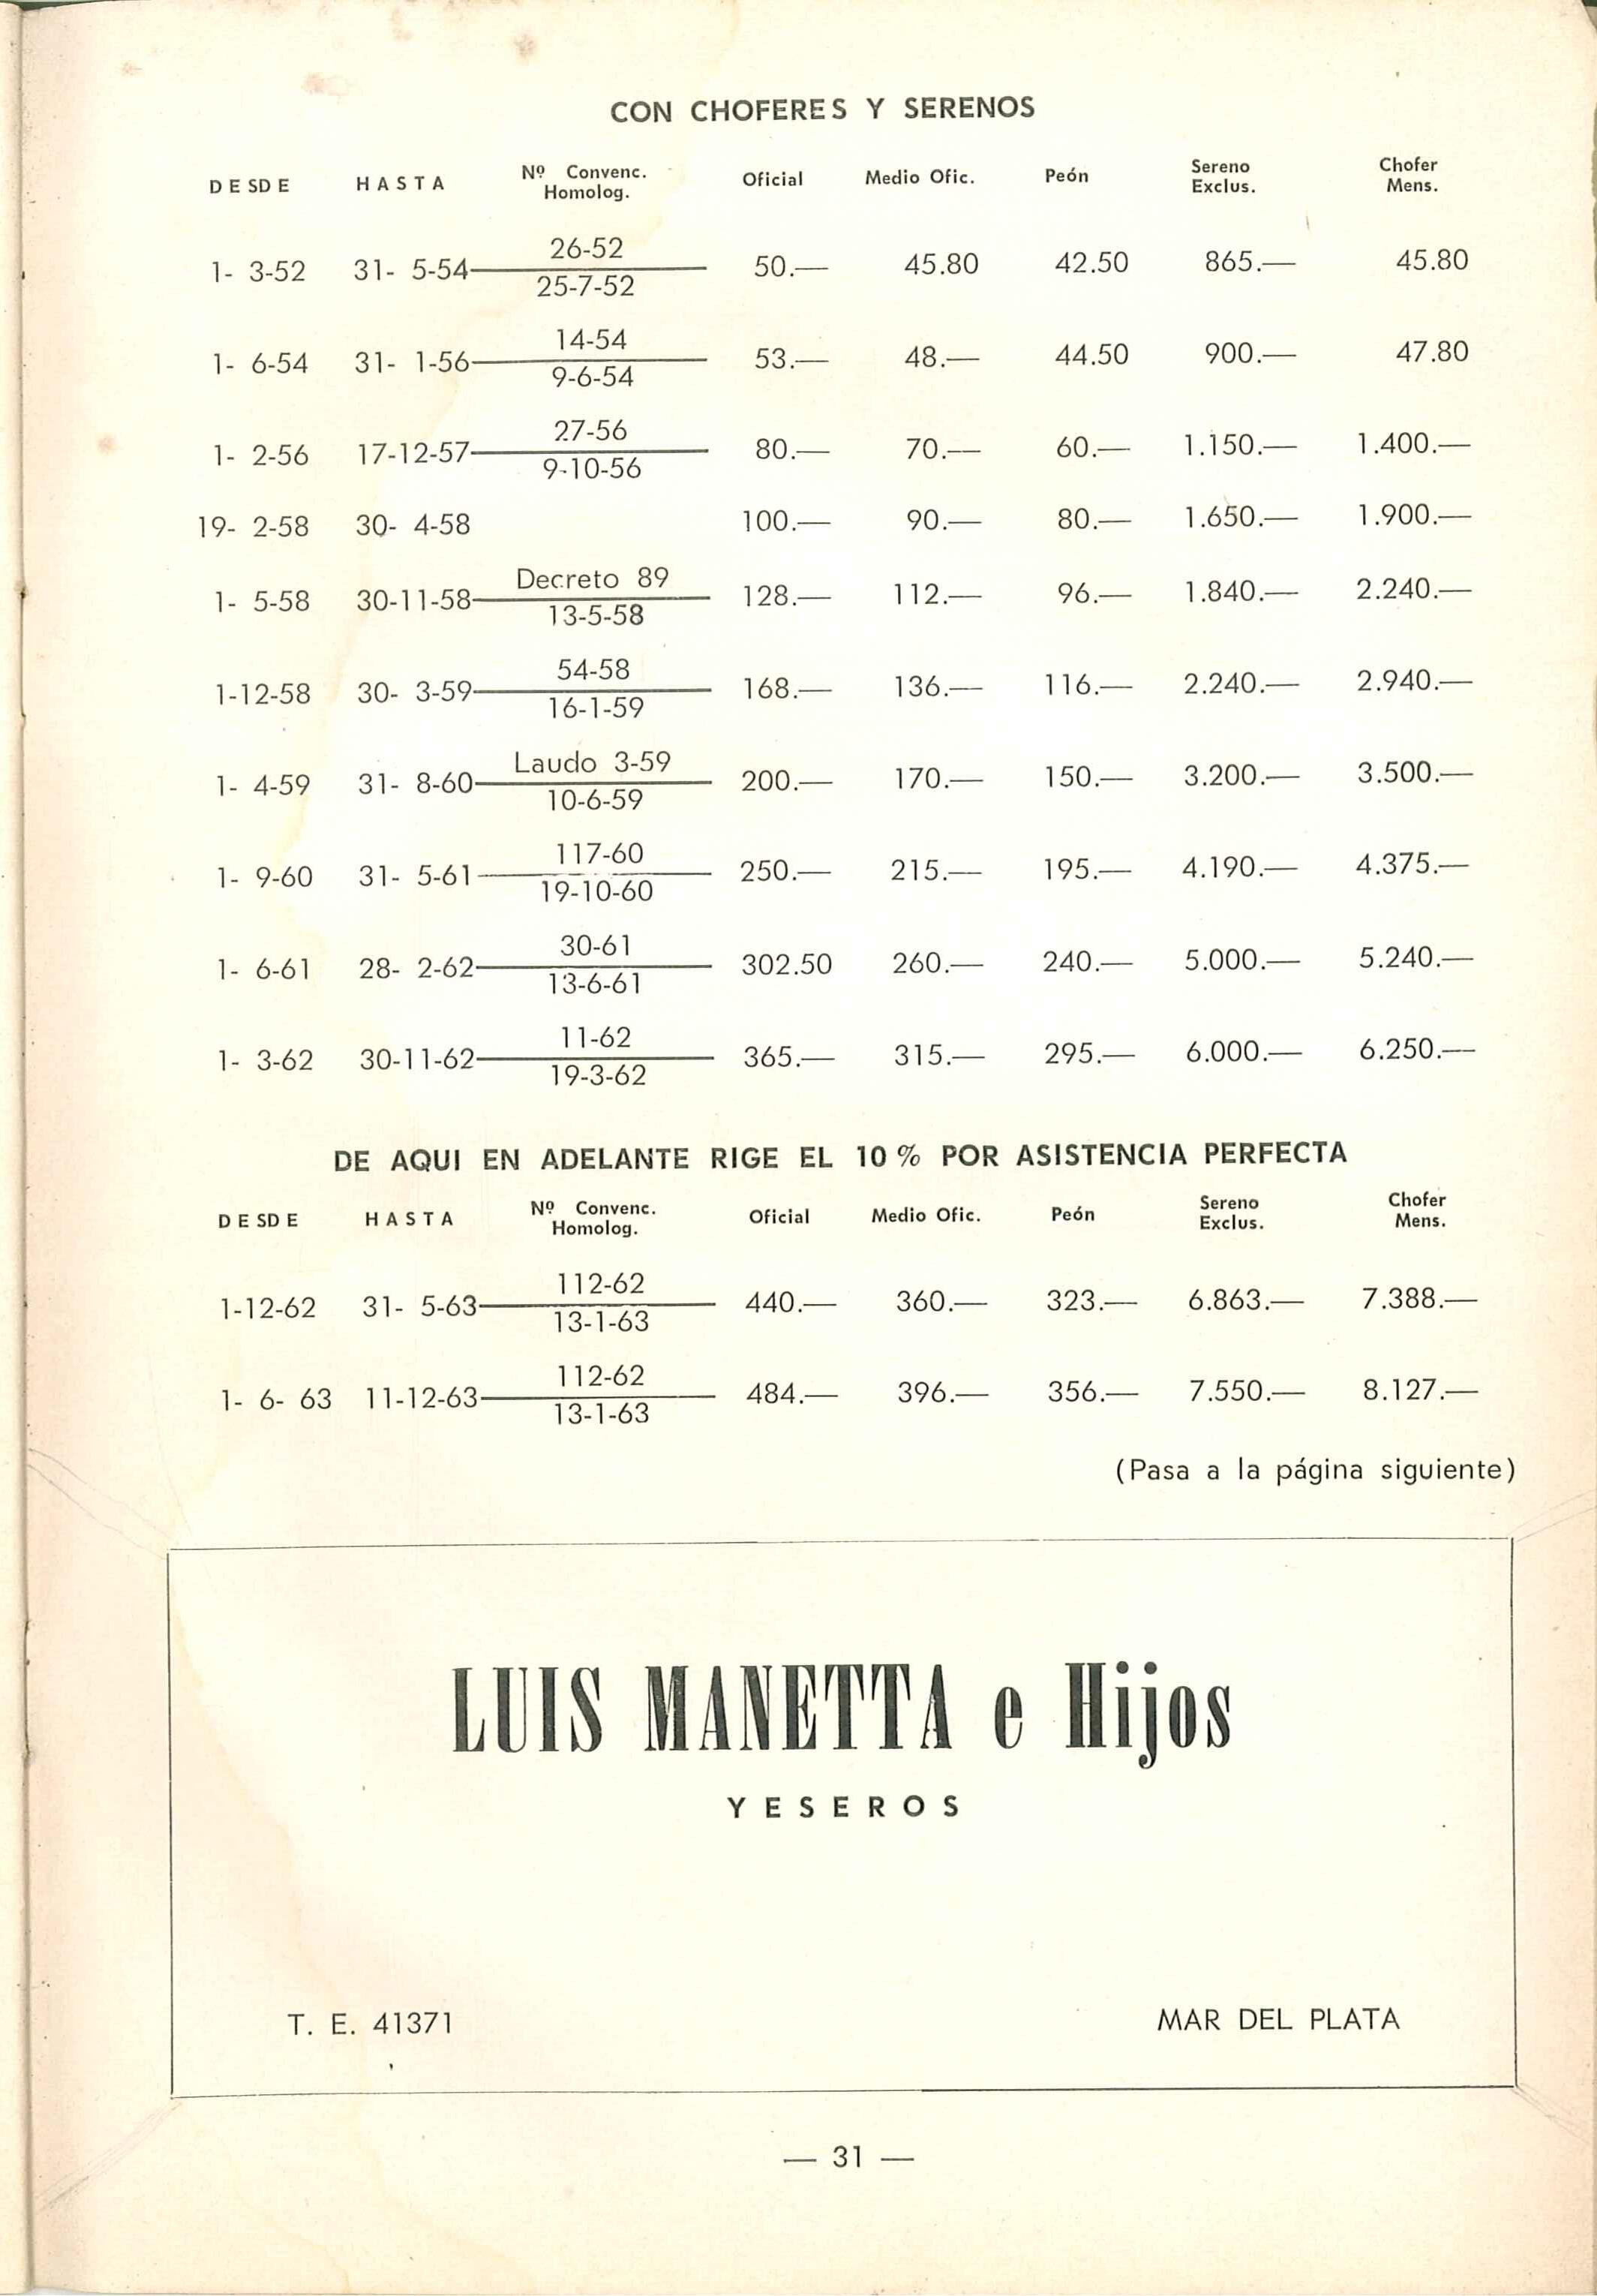 CON CHOFERES Y SERENOS
DESDE HASTA Nº Convenc. Homolog. Oficial Medio Ofic. Peón Sereno Exclus. Chofer Mens.
1- 3-52 31- 5-54 26-52 25-7-52 50.— 45.80 42.50 865.— 45.80
1- 6-54 31- 1-56 14-54 9-6-54 53.— 48.— 44.50 900.— 47.80
1- 2-56 17-12-57 27-56 9-10-56 80.— 70.— 60.— 1.150.— 1.400.—
19- 2-58 30- 4-58 100.— 90.— 80.— 1.650.— 1.900.—
1- 5-58 30-11-58 Decreto 89 13-5-58 128.— 112.— 96.— 1.840.— 2.240.—
1-12-58 30- 3-59 54-58 16-1-59 168.— 136.— 116.— 2.240.— 2.940.—
1- 4-59 31- 8-60 Laudo 3-59 10-6-59 200.— 170.— 150.— 3.200.— 3.500.—
1- 9-60 31- 5-61 117-60 19-10-60 250.— 215.— 195.— 4.190.— 4.375.—
1- 6-61 28- 2-62 30-61 13-6-61 302.50 260.— 240.— 5.000.— 5.240.—
1- 3-62 30-11-62 11-62 19-3-62 365.— 315.— 295.— 6.000.— 6.250.—
DE AQUI EN ADELANTE RIGE EL 10 % POR ASISTENCIA PERFECTA
DESDE HASTA Nº Convenc. Homolog. Oficial Medio Ofic. Peón Sereno Exclus. Chofer Mens.
1-12-62 31- 5-63 112-62 13-1-63 440.— 360.— 323.— 6.863.— 7.388.—
1- 6- 63 11-12-63 112-62 13-1-63 484.— 396.— 356.— 7.550.— 8.127.—
(Pasa a la página siguiente)
LUIS MANETTA e Hijos
YESEROS
T. E. 41371 MAR DEL PLATA
— 31 —